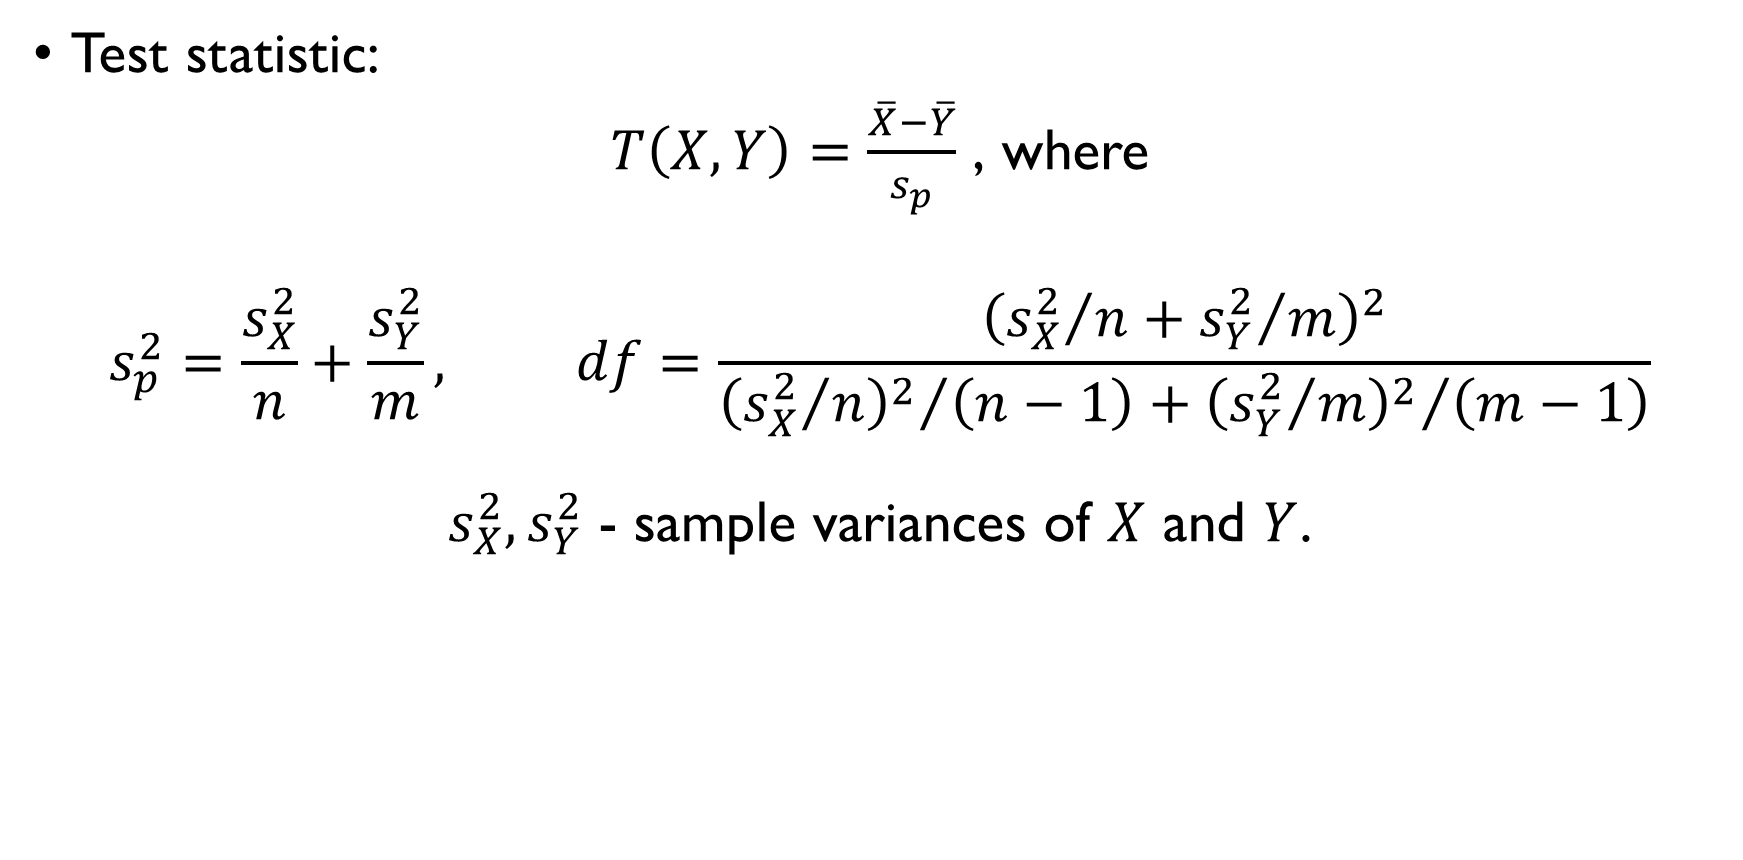 • Test statistic:
T(X, Y) = (X̄−Ȳ)/s_p , where
s_p^2 = s_X^2/n + s_Y^2/m, df = (s_X^2/n + s_Y^2/m)^2 / ((s_X^2/n)^2/(n − 1) + (s_Y^2/m)^2/(m − 1))
s_X^2, s_Y^2 - sample variances of X and Y.